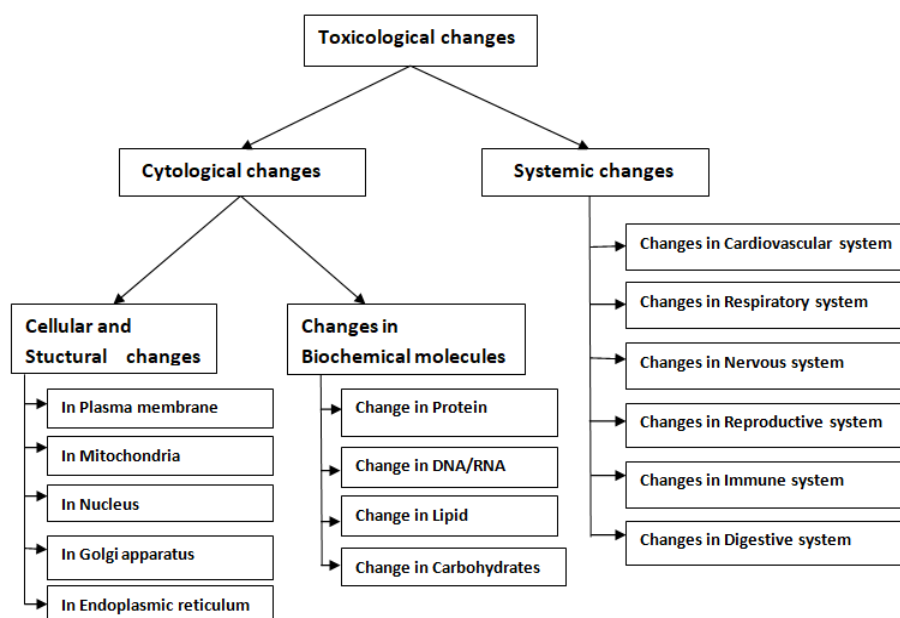 Toxicological changes
Cytological changes
Systemic changes
Cellular and
Stuctural changes
In Plasma membrane
In Mitochondria
In Nucleus
In Golgi apparatus
In Endoplasmic reticulum
Changes in
Biochemical molecules
Change in Protein
Change in DNA/RNA
Change in Lipid
Change in Carbohydrates
Changes in Cardiovascular system
Changes in Respiratory system
Changes in Nervous system
Changes in Reproductive system
Changes in Immune system
Changes in Digestive system